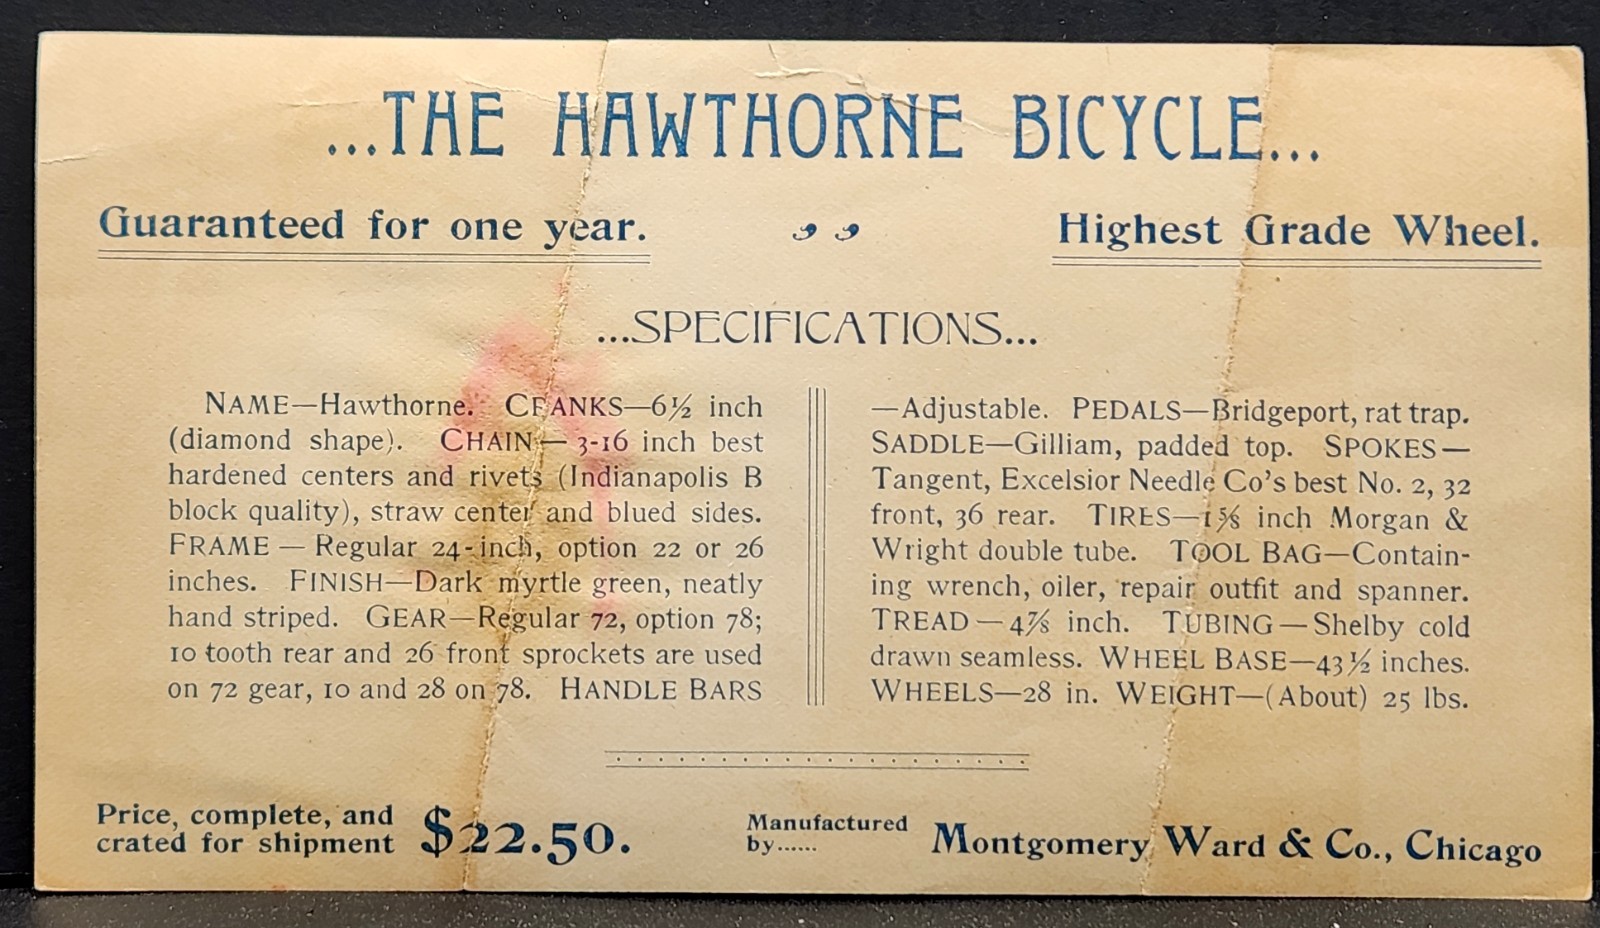 ...THE HAWTHORNE BICYCLE...
Guaranteed for one year.
Highest Grade Wheel.
...SPECIFICATIONS...
NAME—Hawthorne. CRANKS—6½ inch
(diamond shape). CHAIN—3-16 inch best
hardened centers and rivets (Indianapolis B
block quality), straw center and blued sides.
FRAME — Regular 24-inch, option 22 or 26
inches. FINISH—Dark myrtle green, neatly
hand striped. GEAR—Regular 72, option 78;
10 tooth rear and 26 front sprockets are used
on 72 gear, 10 and 28 on 78. HANDLE BARS
—Adjustable. PEDALS—Bridgeport, rat trap.
SADDLE—Gilliam, padded top. SPOKES—
Tangent, Excelsior Needle Co's best No. 2, 32
front, 36 rear. TIRES—1⅝ inch Morgan &
Wright double tube. TOOL BAG—Contain-
ing wrench, oiler, repair outfit and spanner.
TREAD—4⅞ inch. TUBING—Shelby cold
drawn seamless. WHEEL BASE—43½ inches.
WHEELS—28 in. WEIGHT—(About) 25 lbs.
Price, complete, and
crated for shipment $22.50.
Manufactured
by...... Montgomery Ward & Co., Chicago